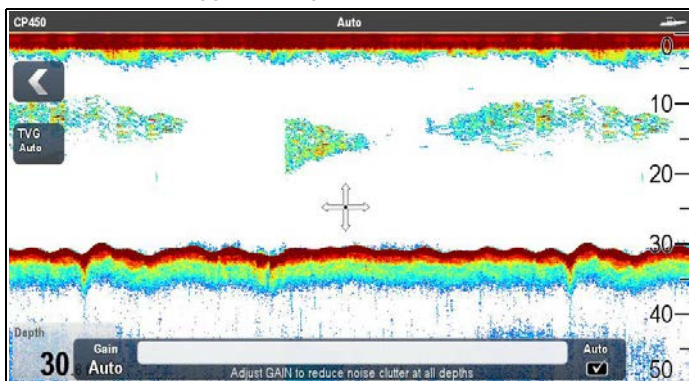 CP450 Auto
0
TVG
Auto
10
20
30
40
50
Depth
30.8
Gain
Auto
Adjust GAIN to reduce noise clutter at all depths
Auto